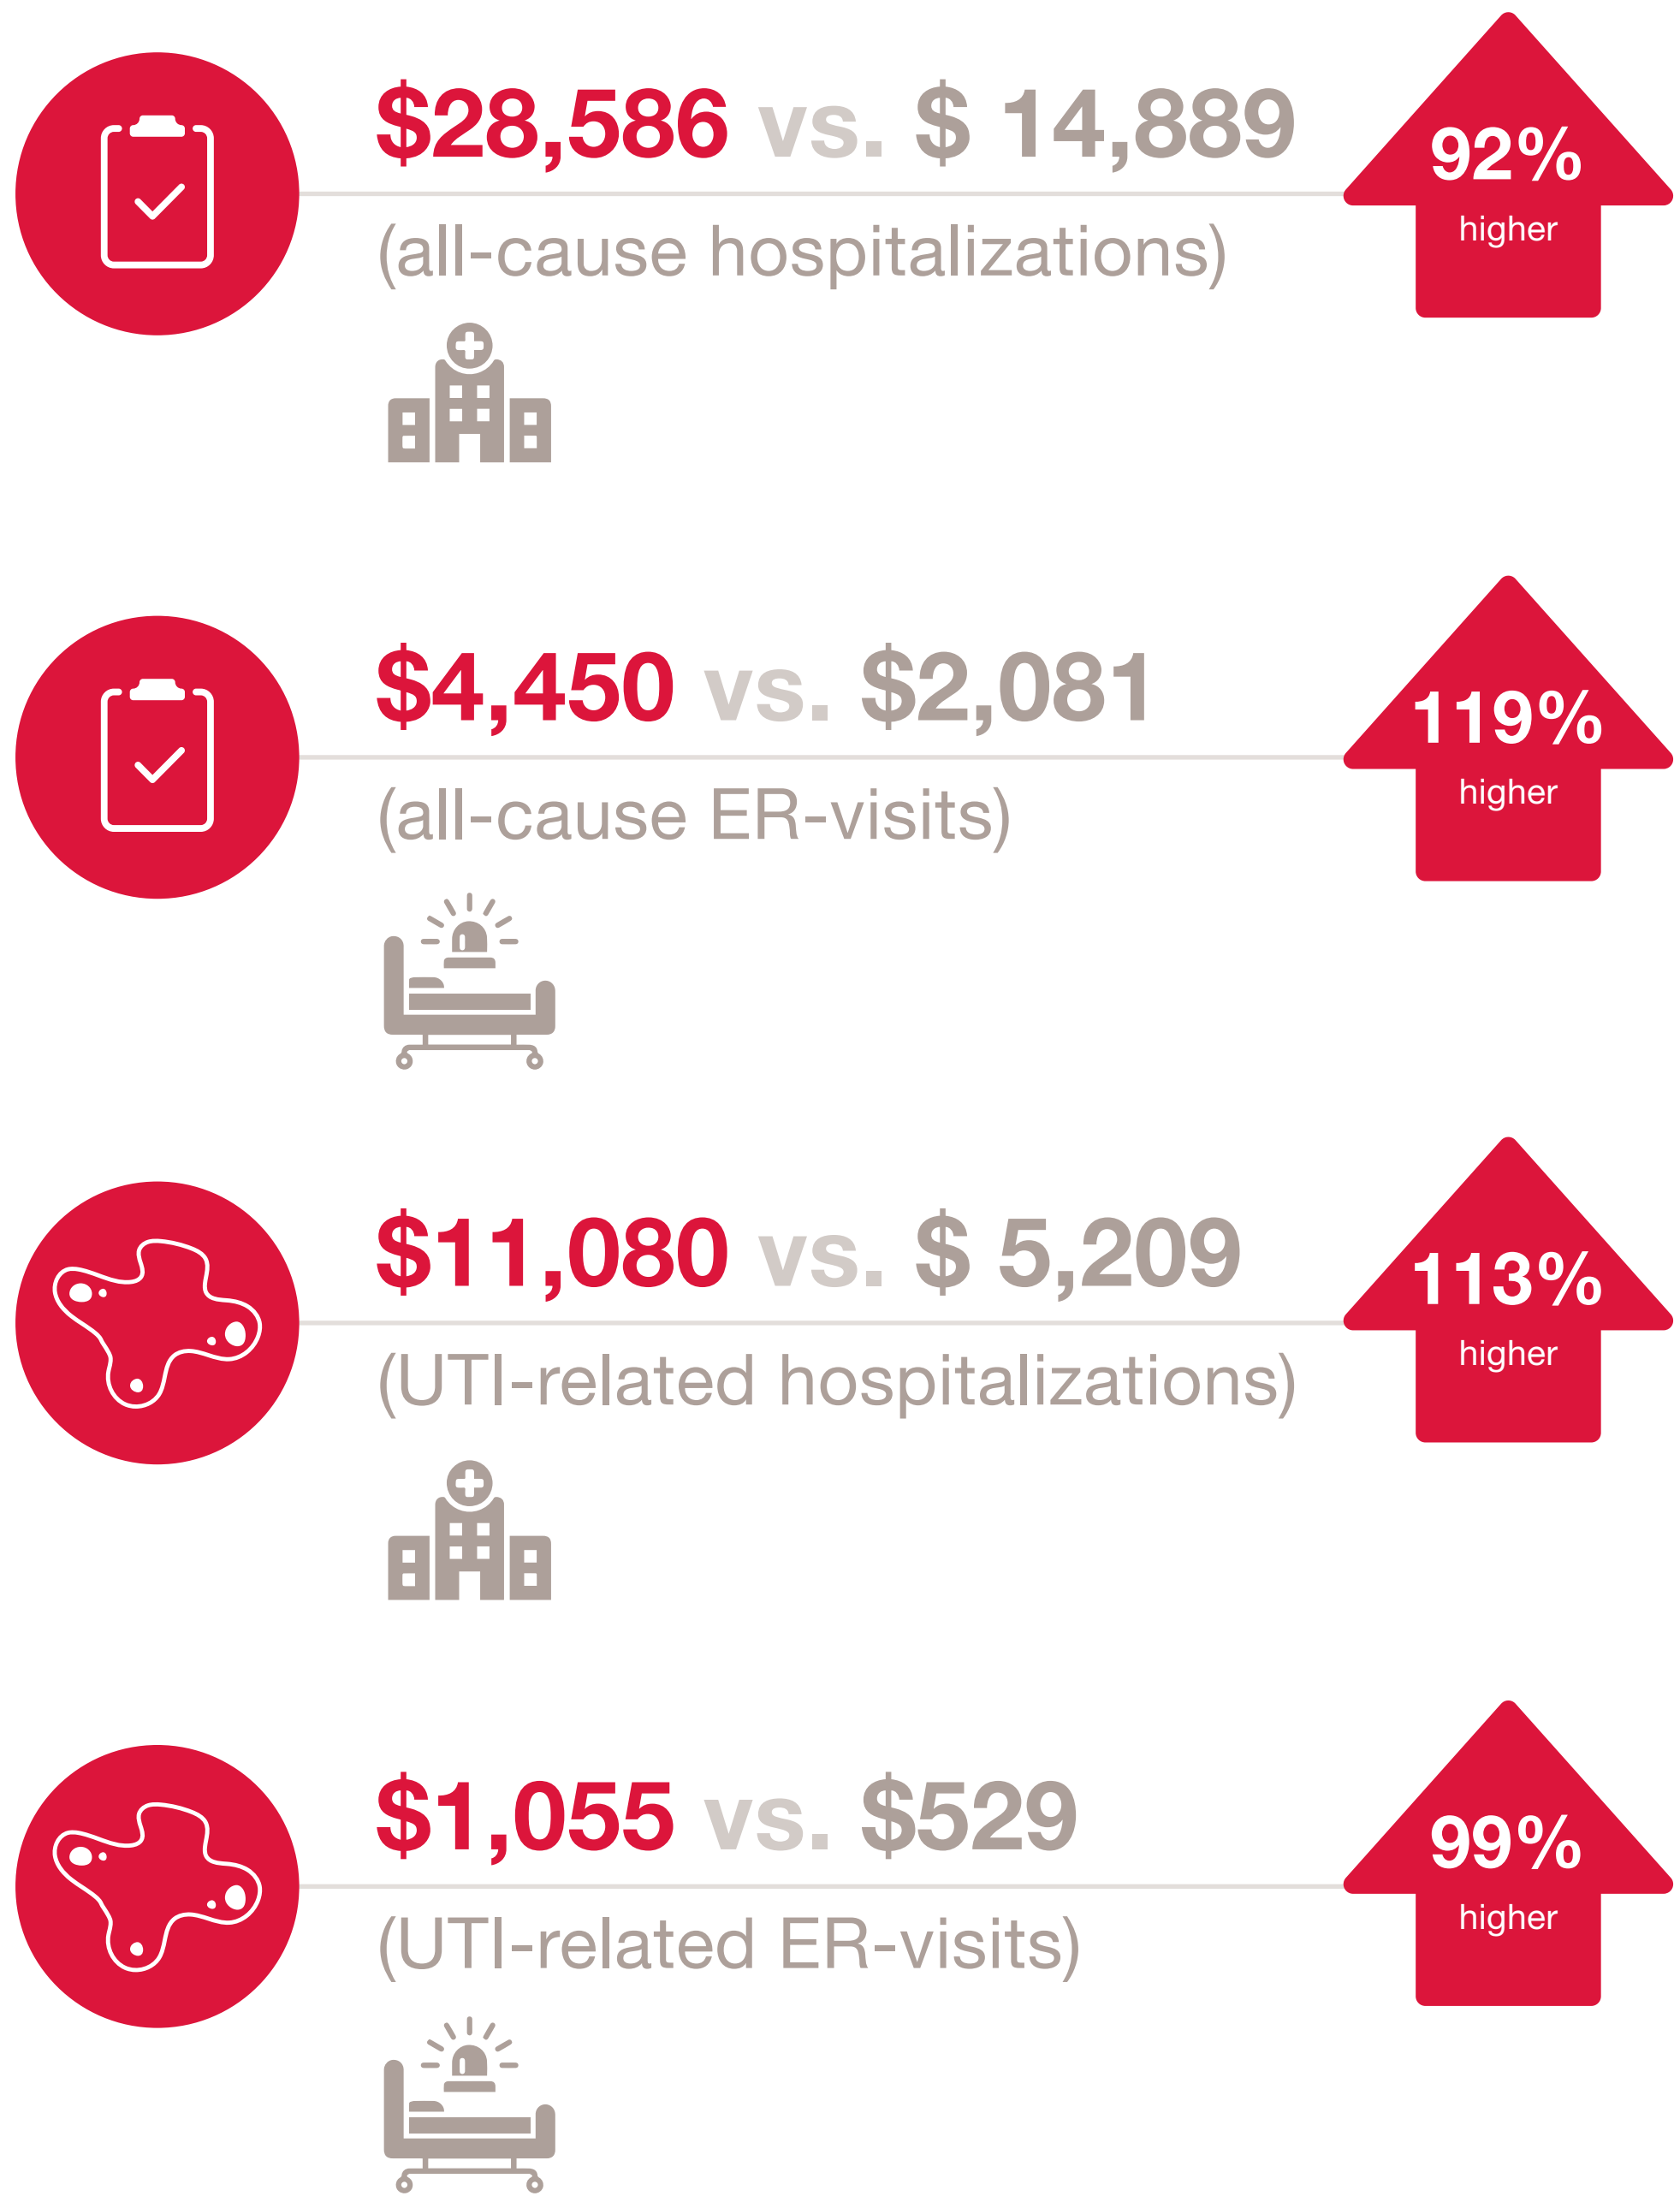 $28,586 vs. $ 14,889
92%
higher
(all-cause hospitalizations)
$4,450 vs. $2,081
119%
higher
(all-cause ER-visits)
$11,080 vs. $ 5,209
113%
higher
(UTI-related hospitalizations)
$1,055 vs. $529
99%
higher
(UTI-related ER-visits)